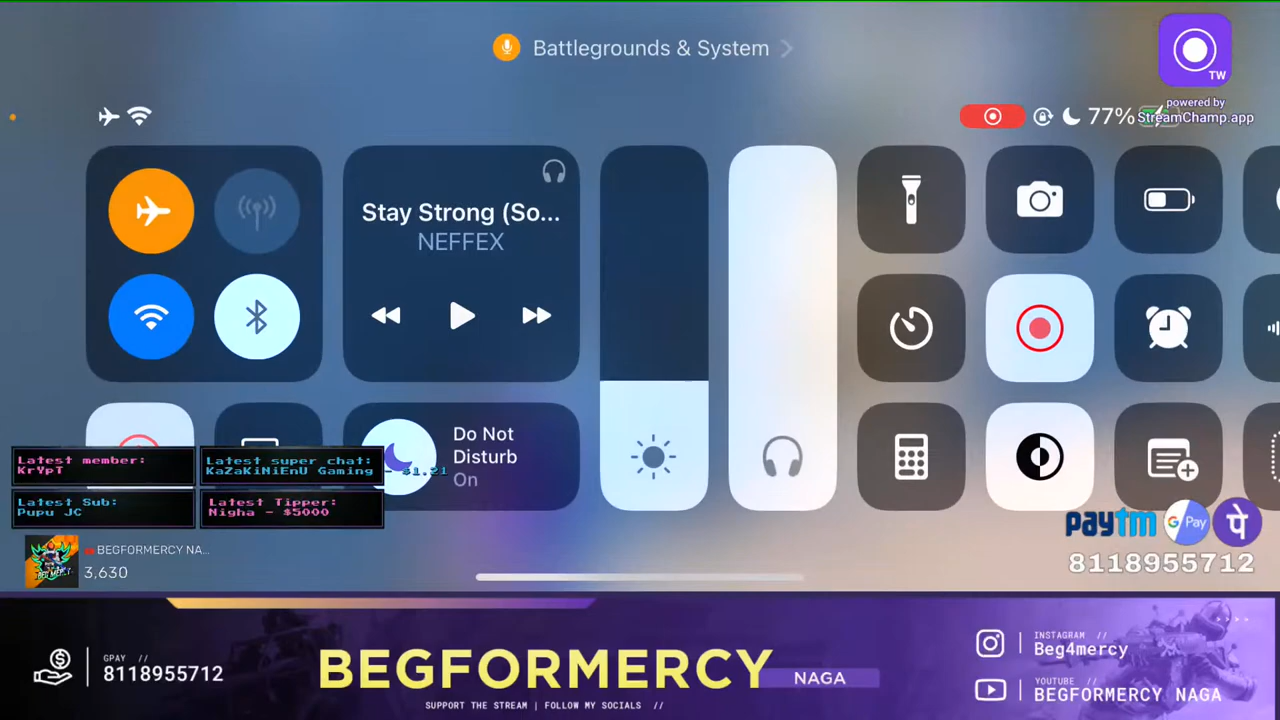 Battlegrounds & System
TW
powered by
StreamChamp.app
77%
Stay Strong (So...
NEFFEX
Do Not
Disturb
On
Latest member:
KrYpT
Latest super chat:
KaZaKiNiEnU Gaming - $1.21
Latest Sub:
Pupu JC
Latest Tipper:
Nigha - $5000
BEGFORMERCY NA...
3,630
paytm
G Pay
पे
8118955712
GPAY //
8118955712
BEGFORMERCY
NAGA
SUPPORT THE STREAM | FOLLOW MY SOCIALS //
INSTAGRAM //
Beg4mercy
YOUTUBE //
BEGFORMERCY NAGA